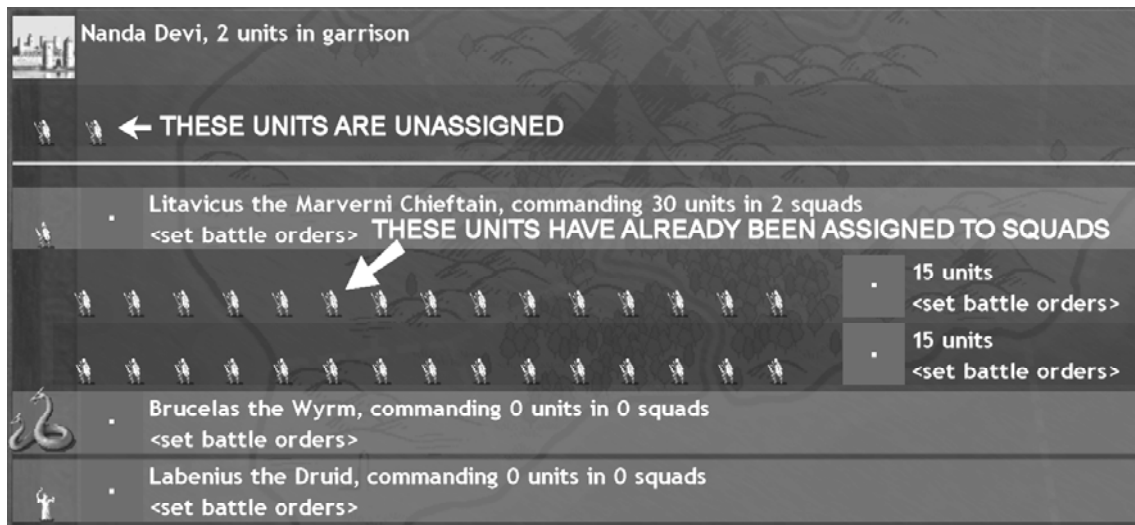 Nanda Devi, 2 units in garrison
THESE UNITS ARE UNASSIGNED
Litavicus the Marverni Chieftain, commanding 30 units in 2 squads
<set battle orders>
THESE UNITS HAVE ALREADY BEEN ASSIGNED TO SQUADS
15 units
<set battle orders>
15 units
<set battle orders>
Brucelas the Wyrm, commanding 0 units in 0 squads
<set battle orders>
Labenius the Druid, commanding 0 units in 0 squads
<set battle orders>